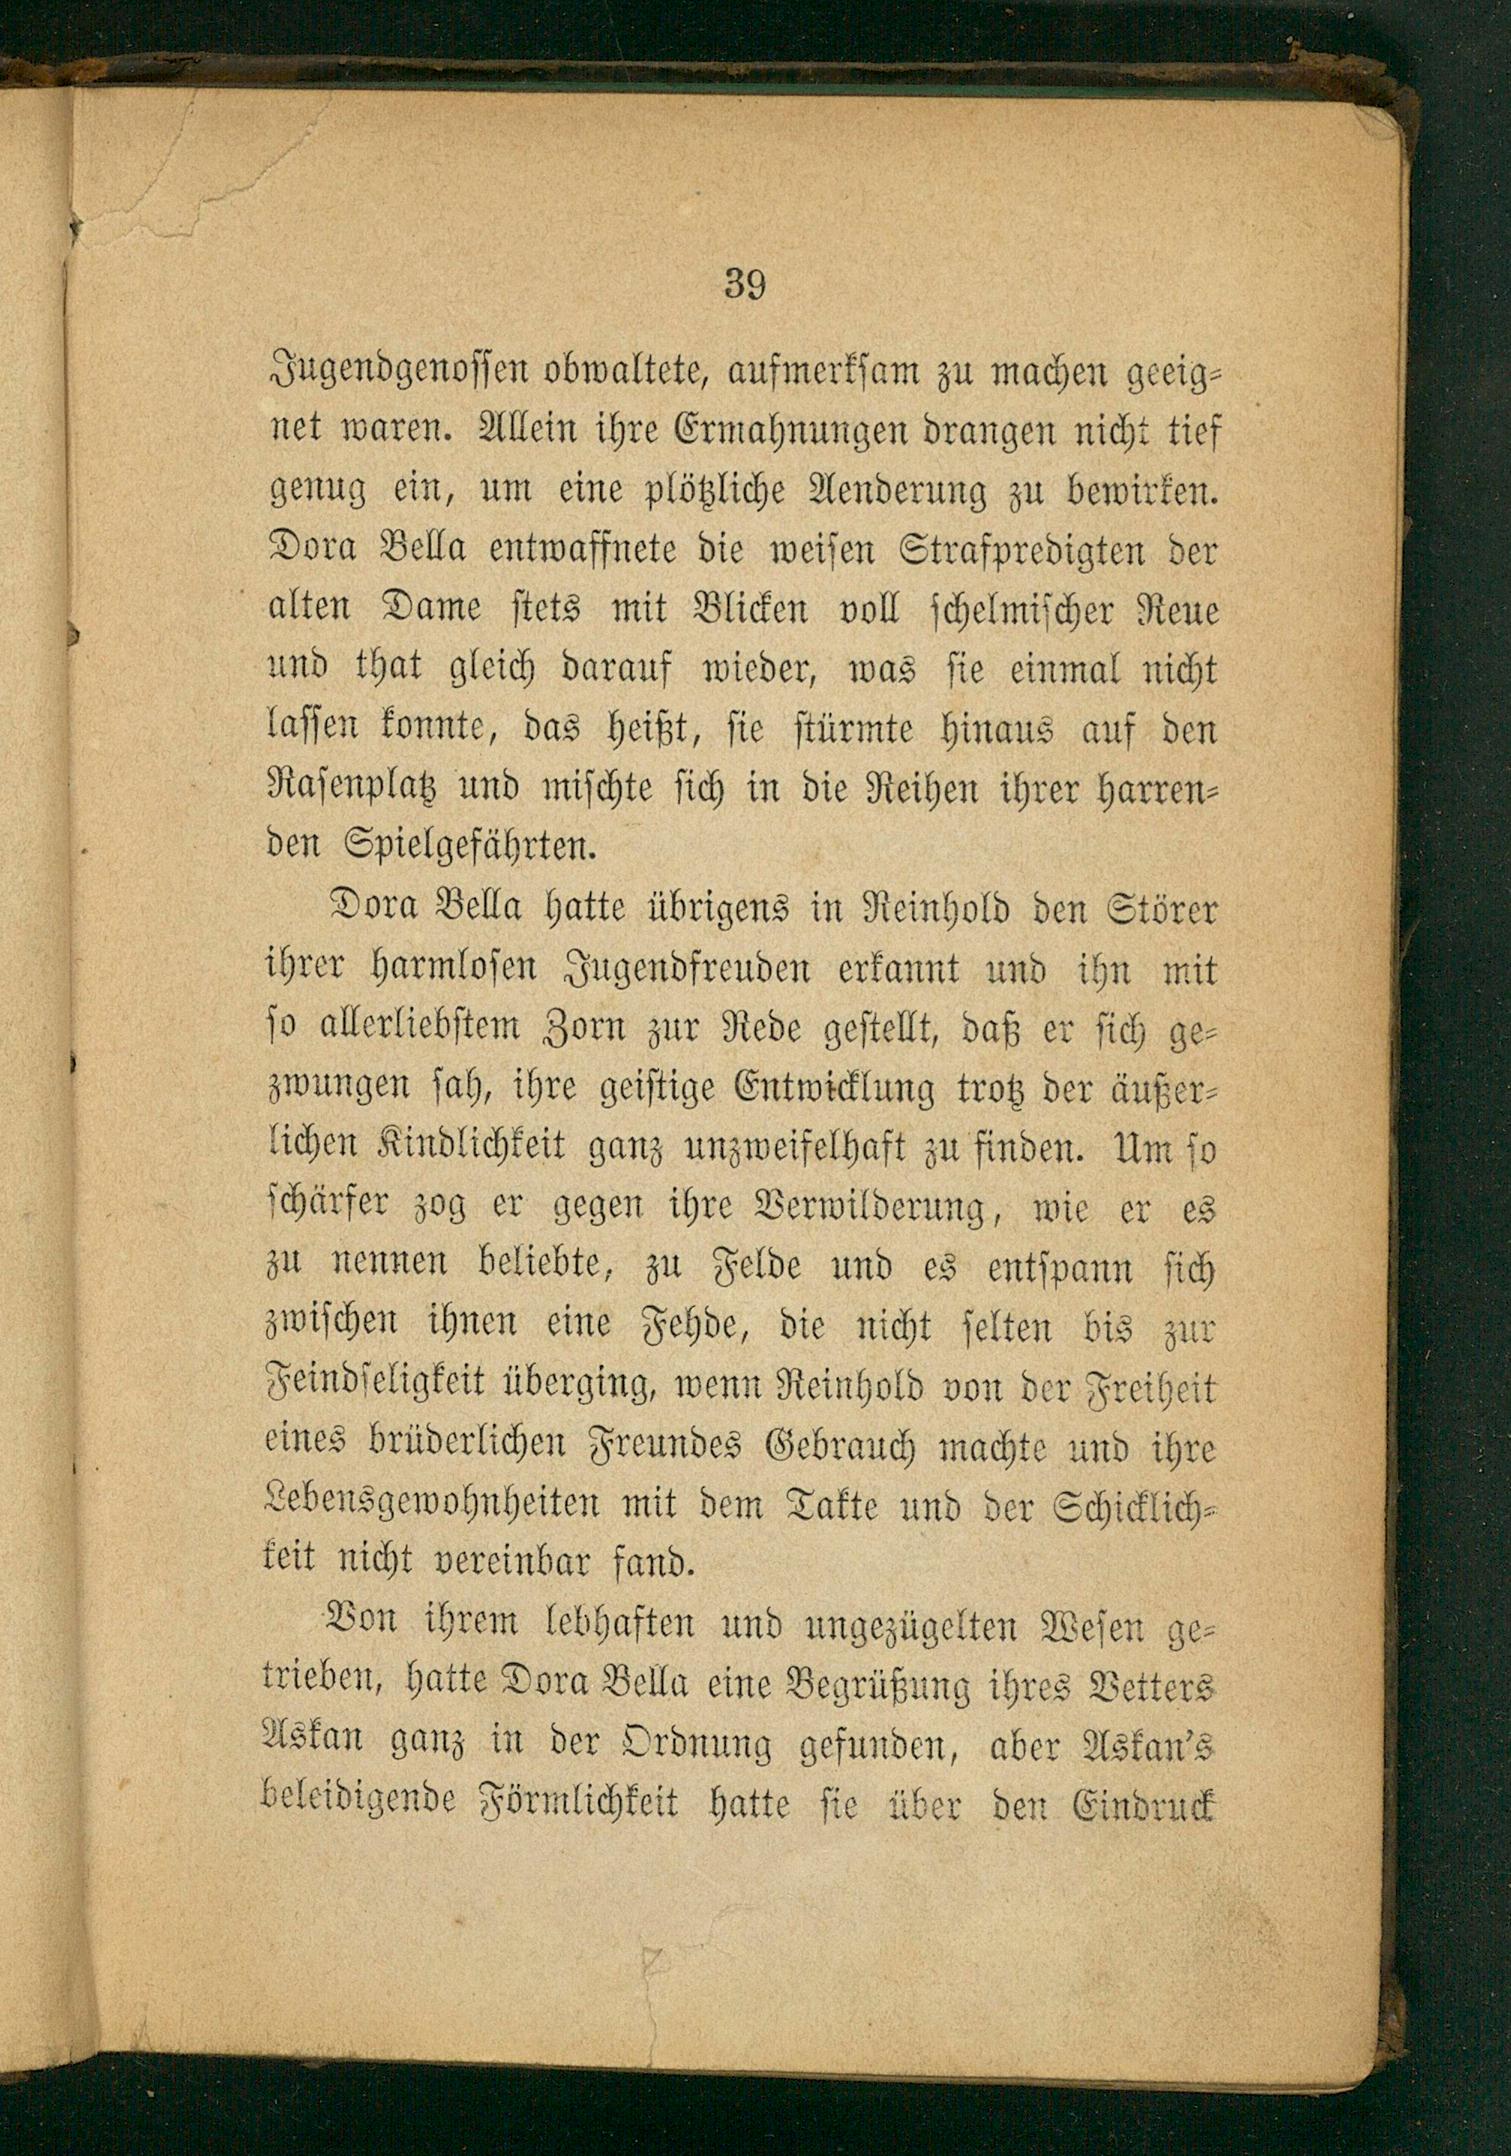 39
Jugendgenossen obwaltete, aufmerksam zu machen geeig-
net waren. Allein ihre Ermahnungen drangen nicht tief
genug ein, um eine plötzliche Aenderung zu bewirken.
Dora Bella entwaffnete die weisen Strafpredigten der
alten Dame stets mit Blicken voll schelmischer Reue
und that gleich darauf wieder, was sie einmal nicht
lassen konnte, das heißt, sie stürmte hinaus auf den
Rasenplatz und mischte sich in die Reihen ihrer harren-
den Spielgefährten.
Dora Bella hatte übrigens in Reinhold den Störer
ihrer harmlosen Jugendfreuden erkannt und ihn mit
so allerliebstem Zorn zur Rede gestellt, daß er sich ge-
zwungen sah, ihre geistige Entwicklung trotz der äußer-
lichen Kindlichkeit ganz unzweifelhaft zu finden. Um so
schärfer zog er gegen ihre Verwilderung, wie er es
zu nennen beliebte, zu Felde und es entspann sich
zwischen ihnen eine Fehde, die nicht selten bis zur
Feindseligkeit überging, wenn Reinhold von der Freiheit
eines brüderlichen Freundes Gebrauch machte und ihre
Lebensgewohnheiten mit dem Takte und der Schicklich-
keit nicht vereinbar fand.
Von ihrem lebhaften und ungezügelten Wesen ge-
trieben, hatte Dora Bella eine Begrüßung ihres Vetters
Askan ganz in der Ordnung gefunden, aber Askan's
beleidigende Förmlichkeit hatte sie über den Eindruck